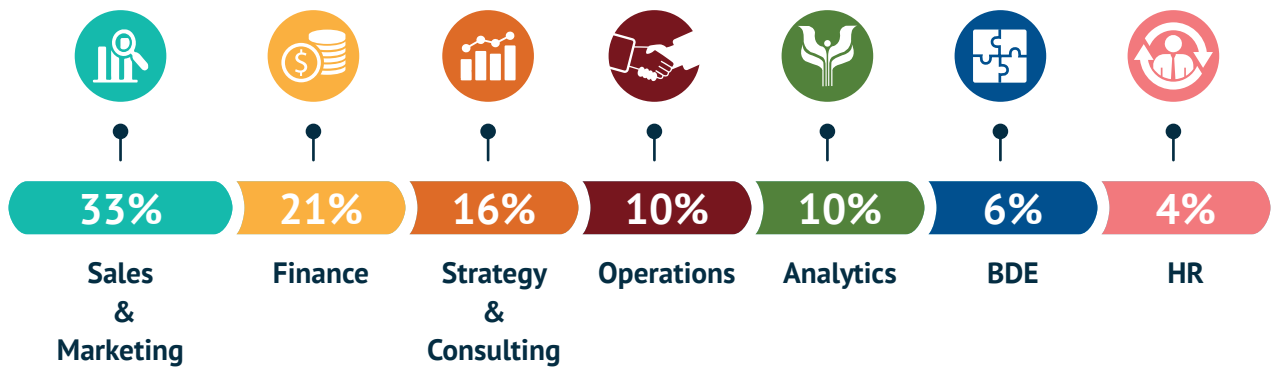 $
33% 21% 16% 10% 10% 6% 4%
Sales Finance Strategy Operations Analytics BDE HR
& &
Marketing Consulting